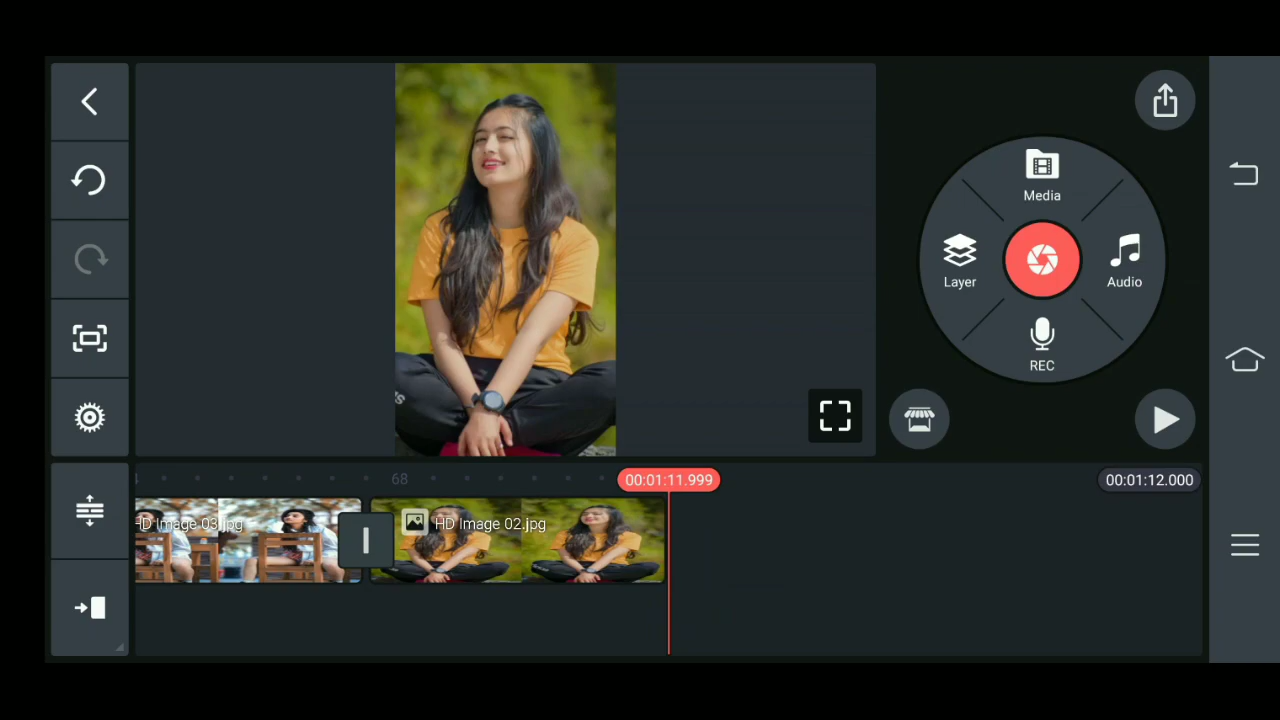 Media
Layer
Audio
REC
68
00:01:11.999
00:01:12.000
HD Image 03.jpg
HD Image 02.jpg